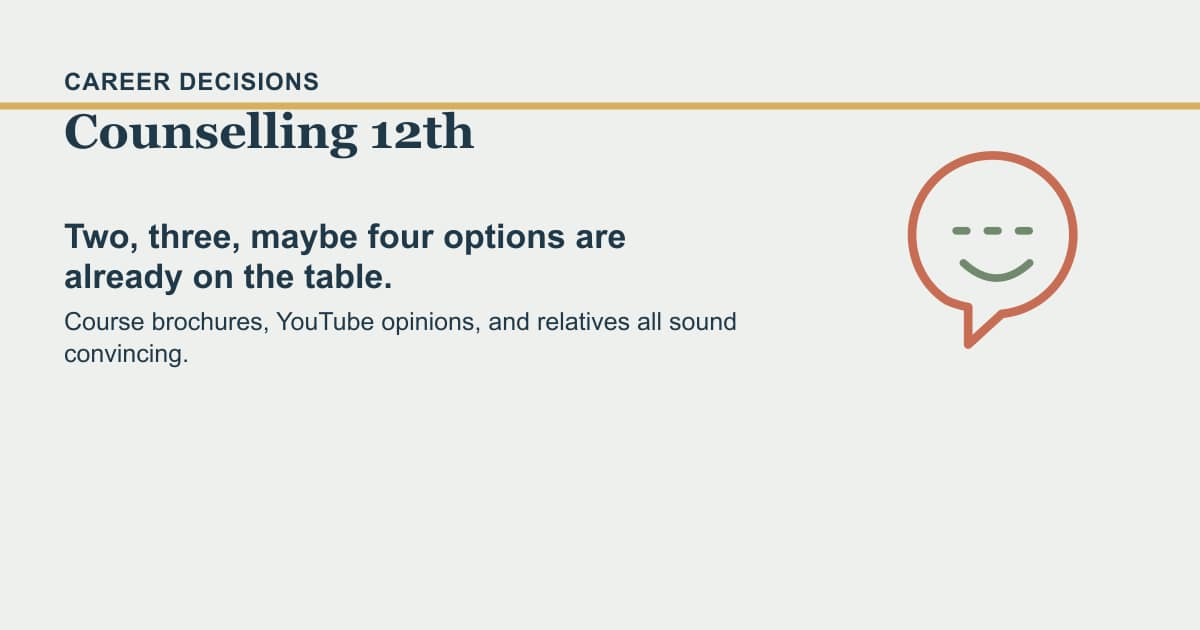 CAREER DECISIONS
Counselling 12th
Two, three, maybe four options are
already on the table.
Course brochures, YouTube opinions, and relatives all sound
convincing.